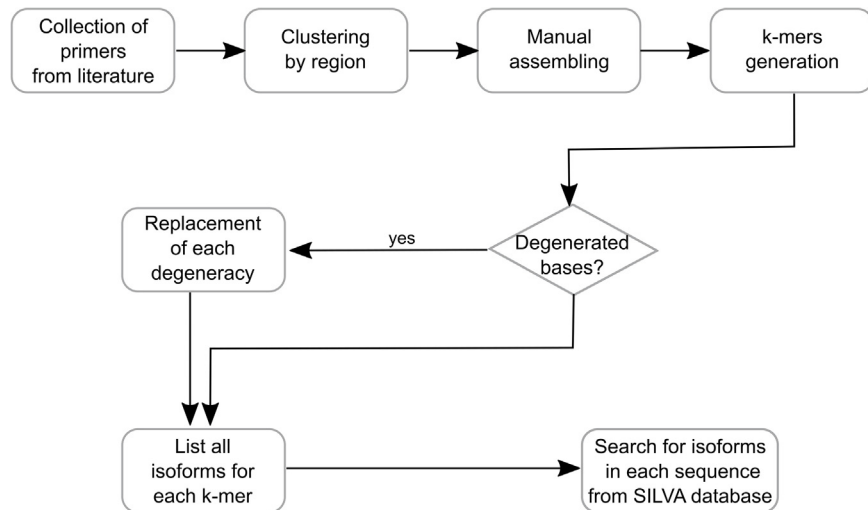 Collection of
primers
from literature
Clustering
by region
Manual
assembling
k-mers
generation
Degenerated
bases?
yes
Replacement
of each
degeneracy
List all
isoforms for
each k-mer
Search for isoforms
in each sequence
from SILVA database